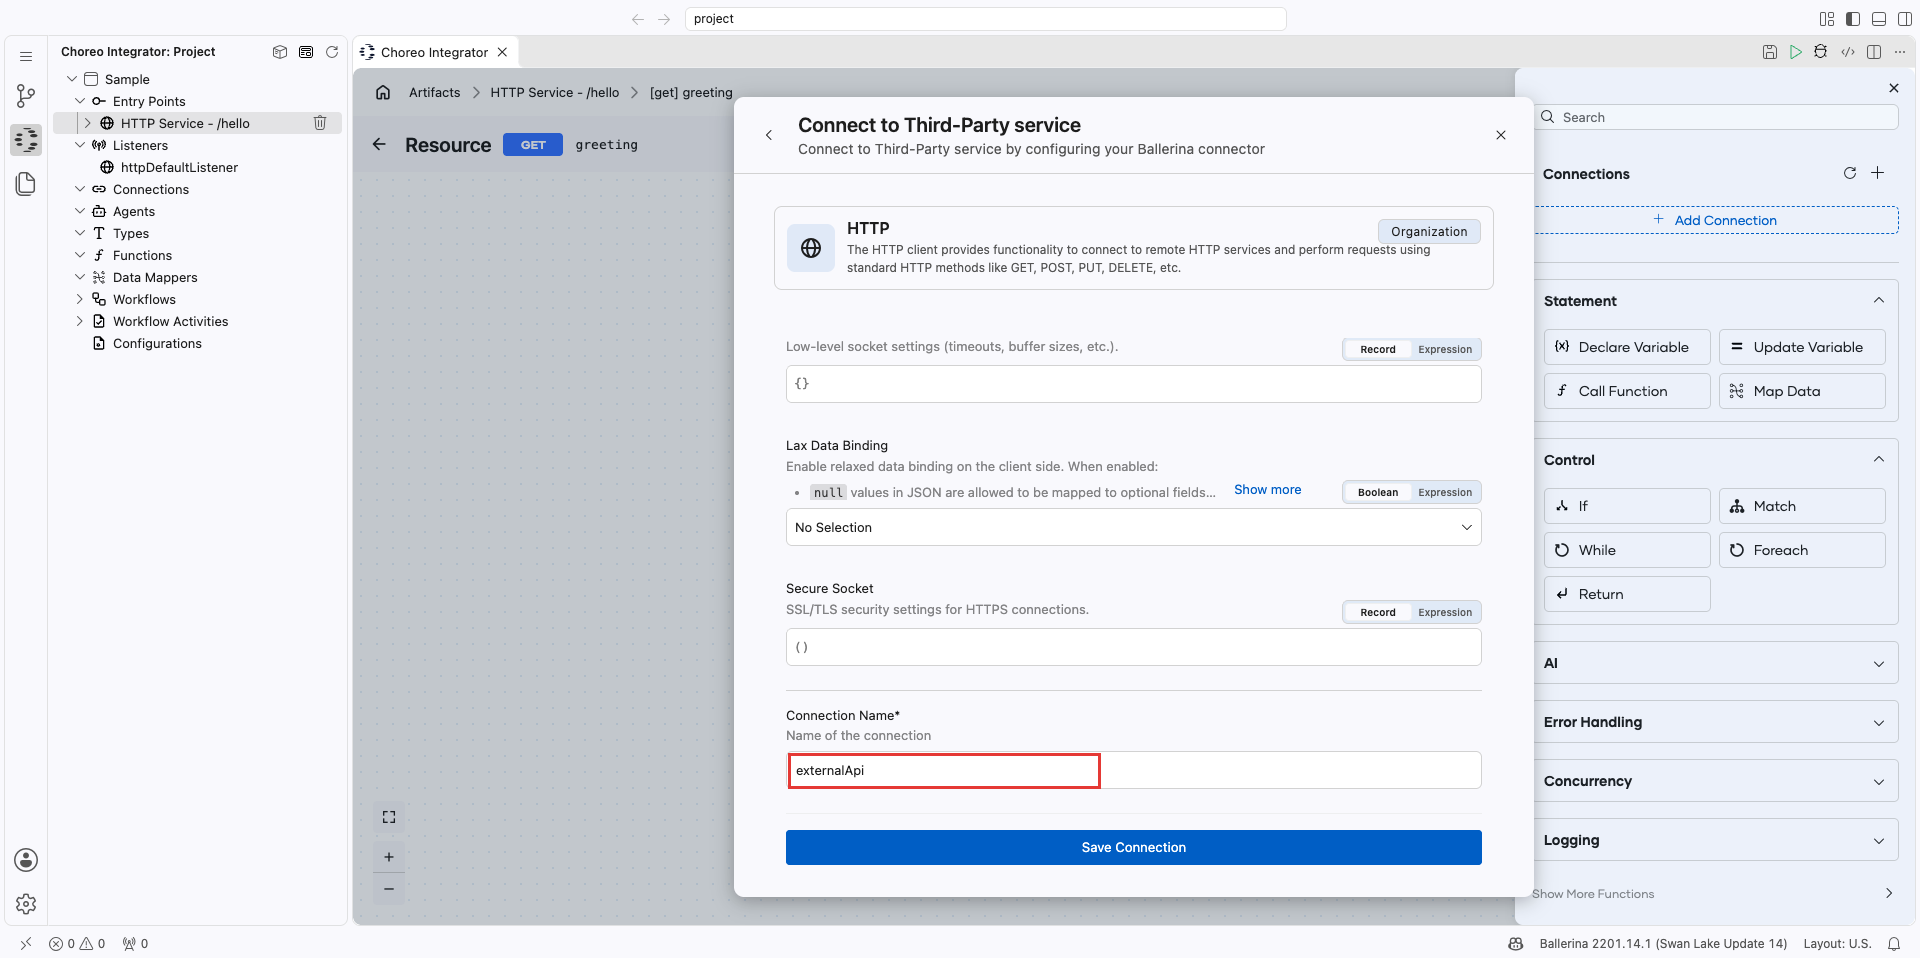 project
Choreo Integrator: Project
Sample
Entry Points
HTTP Service - /hello
Listeners
httpDefaultListener
Connections
Agents
Types
Functions
Data Mappers
Workflows
Workflow Activities
Configurations
Choreo Integrator
Artifacts
HTTP Service - /hello
[get] greeting
Resource
GET
greeting
Connect to Third-Party service
Connect to Third-Party service by configuring your Ballerina connector
HTTP
Organization
The HTTP client provides functionality to connect to remote HTTP services and perform requests using
standard HTTP methods like GET, POST, PUT, DELETE, etc.
Low-level socket settings (timeouts, buffer sizes, etc.).
Record
Expression
{}
Lax Data Binding
Enable relaxed data binding on the client side. When enabled:
• null values in JSON are allowed to be mapped to optional fields...
Show more
Boolean
Expression
No Selection
Secure Socket
SSL/TLS security settings for HTTPS connections.
Record
Expression
()
Connection Name*
Name of the connection
externalApi
Save Connection
Search
Connections
Add Connection
Statement
Declare Variable
Update Variable
Call Function
Map Data
Control
If
Match
While
Foreach
Return
AI
Error Handling
Concurrency
Logging
Show More Functions
0
0
0
Ballerina 2201.14.1 (Swan Lake Update 14)
Layout: U.S.